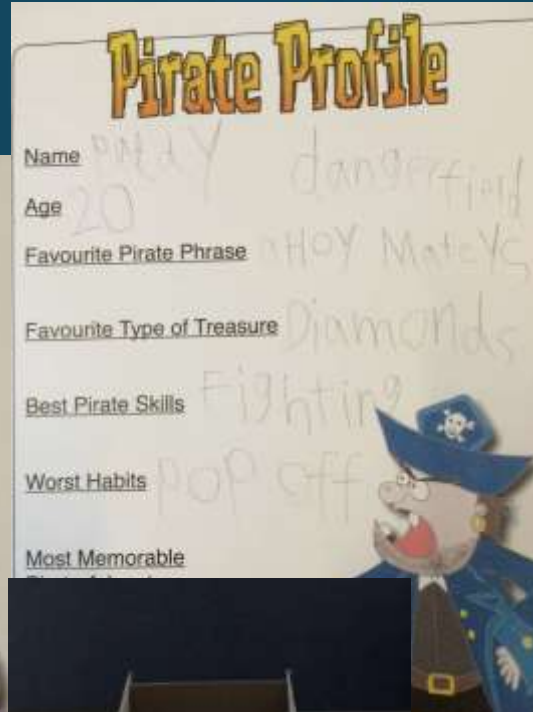 Pirate Profile
Name dangerfield
Age 20
Favourite Pirate Phrase AHOY MateYS
Favourite Type of Treasure Diamonds
Best Pirate Skills Fighting
Worst Habits POP off
Most Memorable